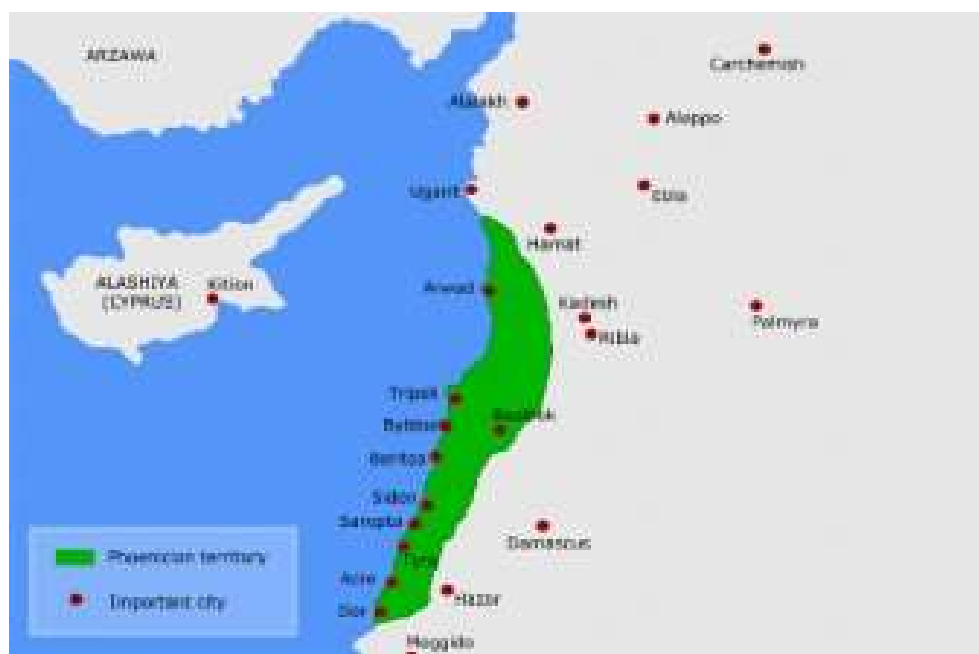 ARZAWA
Carchemish
Alalakh
Aleppo
Ugarit
Ebla
Hamat
ALASHIYA
(CYPRUS)
Kition
Arwad
Kadesh
Ribla
Palmyra
Tripoli
Byblos
Baalbek
Sidon
Sarepta
Damascus
Tyre
Acre
Hazor
Dor
Meggido
Phoenician territory
Important city